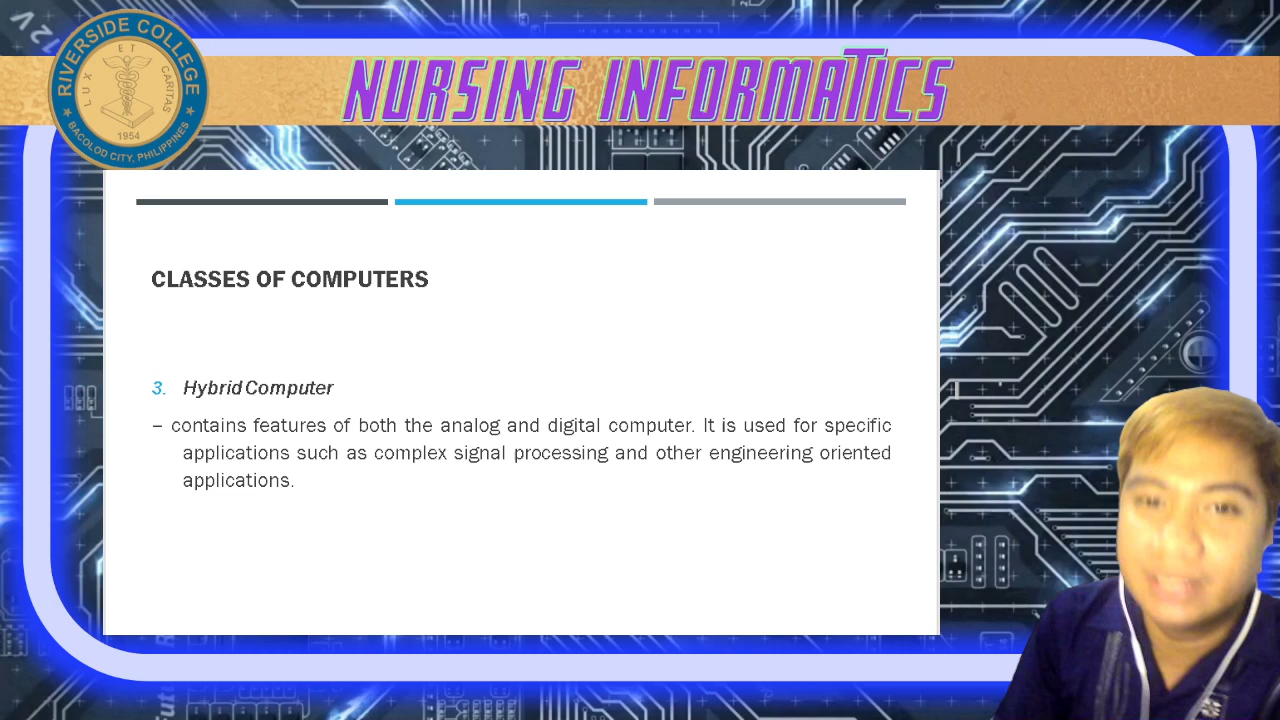 12V
RIVERSIDE COLLEGE
ET
LUX
CARITAS
1954
BACOLOD CITY, PHILIPPINES
NURSING INFORMATICS
CLASSES OF COMPUTERS
3. Hybrid Computer
– contains features of both the analog and digital computer. It is used for specific
applications such as complex signal processing and other engineering oriented
applications.